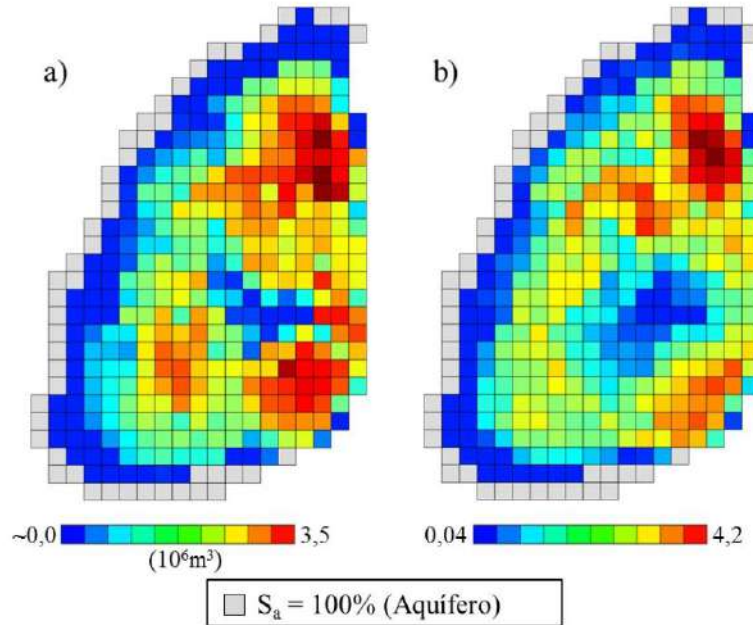 a)
b)
~0,0
3,5
(10⁶m³)
0,04
4,2
Sₐ = 100% (Aquífero)